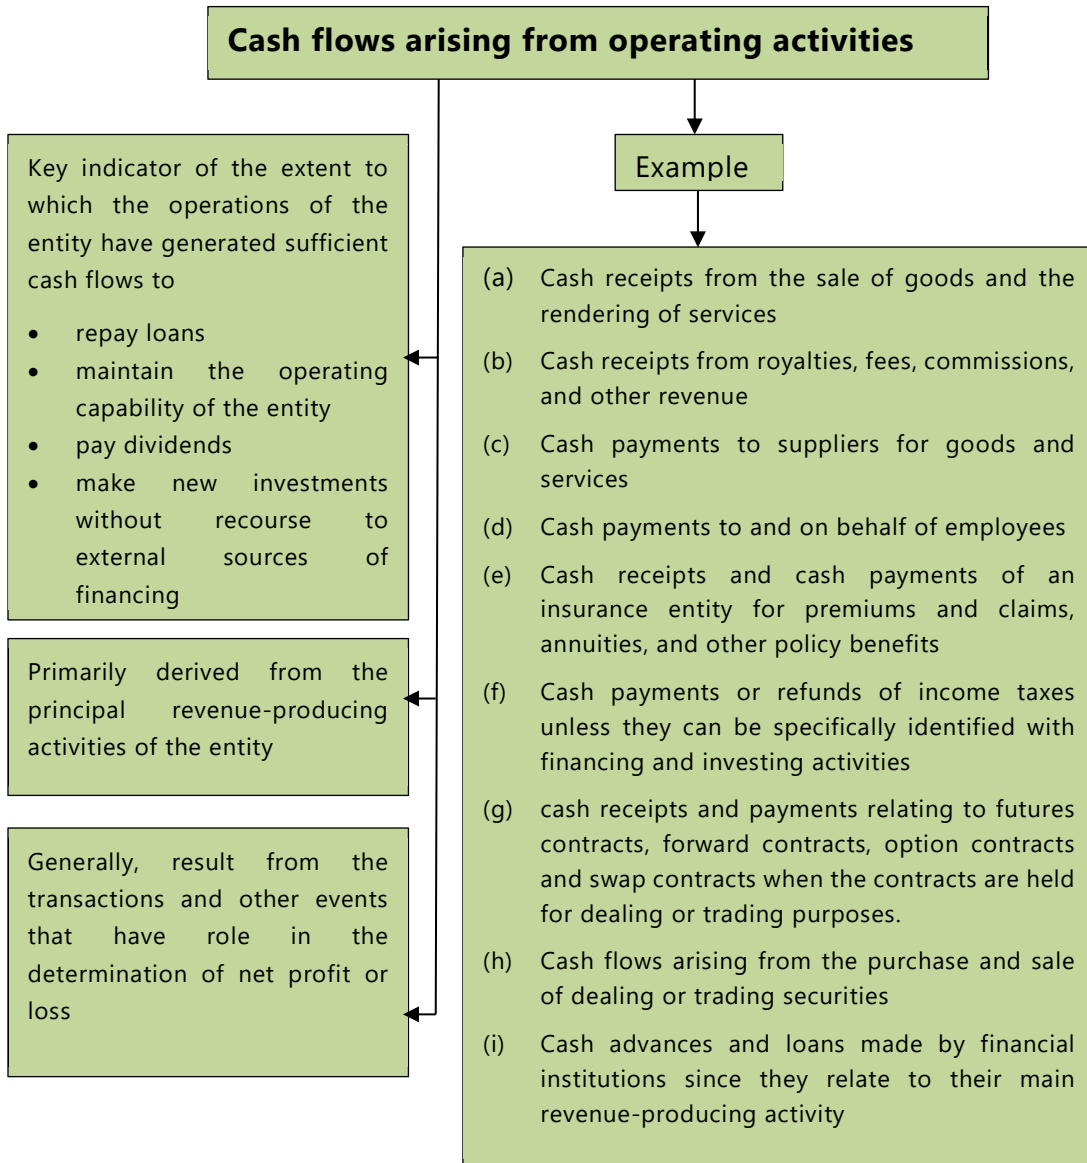 Cash flows arising from operating activities
Key indicator of the extent to
which the operations of the
entity have generated sufficient
cash flows to
• repay loans
• maintain the operating
capability of the entity
• pay dividends
• make new investments
without recourse to
external sources of
financing
Primarily derived from the
principal revenue-producing
activities of the entity
Generally, result from the
transactions and other events
that have role in the
determination of net profit or
loss
Example
(a) Cash receipts from the sale of goods and the
rendering of services
(b) Cash receipts from royalties, fees, commissions,
and other revenue
(c) Cash payments to suppliers for goods and
services
(d) Cash payments to and on behalf of employees
(e) Cash receipts and cash payments of an
insurance entity for premiums and claims,
annuities, and other policy benefits
(f) Cash payments or refunds of income taxes
unless they can be specifically identified with
financing and investing activities
(g) cash receipts and payments relating to futures
contracts, forward contracts, option contracts
and swap contracts when the contracts are held
for dealing or trading purposes.
(h) Cash flows arising from the purchase and sale
of dealing or trading securities
(i) Cash advances and loans made by financial
institutions since they relate to their main
revenue-producing activity